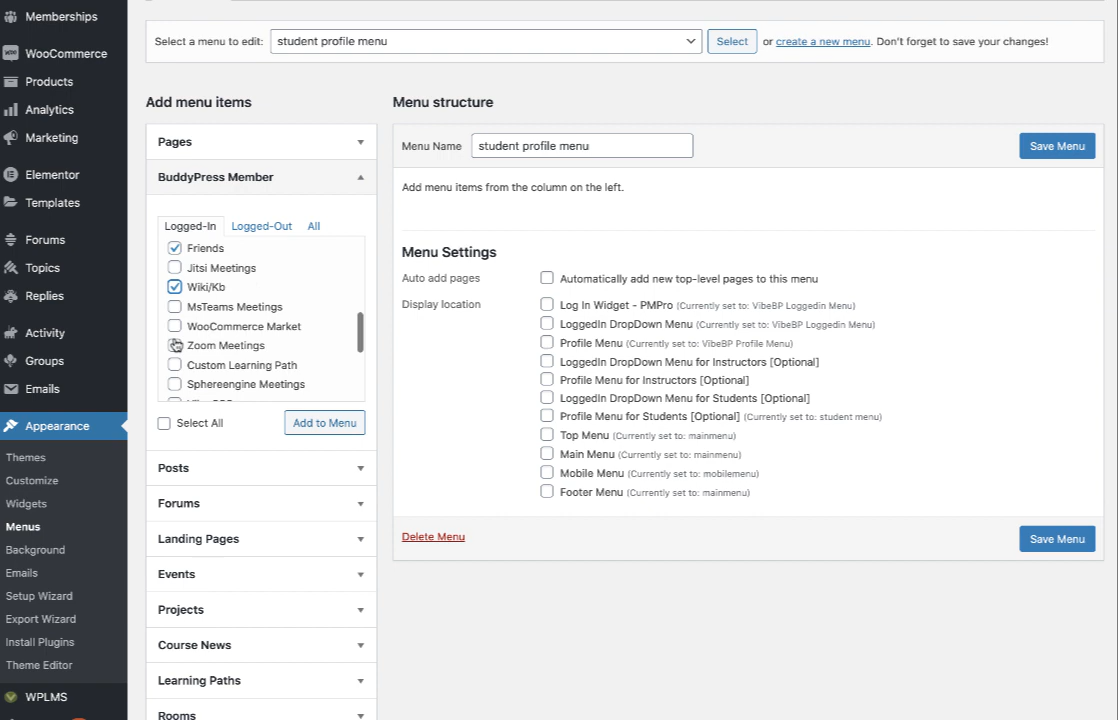 Memberships
WooCommerce
Products
Analytics
Marketing
Elementor
Templates
Forums
Topics
Replies
Activity
Groups
Emails
Appearance
Themes
Customize
Widgets
Menus
Background
Emails
Setup Wizard
Export Wizard
Install Plugins
Theme Editor
WPLMS
Select a menu to edit: student profile menu Select or create a new menu. Don't forget to save your changes!
Add menu items
Pages
BuddyPress Member
Logged-In Logged-Out All
Friends
Jitsi Meetings
Wiki/Kb
MsTeams Meetings
WooCommerce Market
Zoom Meetings
Custom Learning Path
Sphereengine Meetings
Select All Add to Menu
Posts
Forums
Landing Pages
Events
Projects
Course News
Learning Paths
Rooms
Menu structure
Menu Name student profile menu Save Menu
Add menu items from the column on the left.
Menu Settings
Auto add pages Automatically add new top-level pages to this menu
Display location Log In Widget - PMPro (Currently set to: VibeBP Loggedin Menu)
LoggedIn DropDown Menu (Currently set to: VibeBP Loggedin Menu)
Profile Menu (Currently set to: VibeBP Profile Menu)
LoggedIn DropDown Menu for Instructors [Optional]
Profile Menu for Instructors [Optional]
LoggedIn DropDown Menu for Students [Optional]
Profile Menu for Students [Optional] (Currently set to: student menu)
Top Menu (Currently set to: mainmenu)
Main Menu (Currently set to: mainmenu)
Mobile Menu (Currently set to: mobilemenu)
Footer Menu (Currently set to: mainmenu)
Delete Menu Save Menu